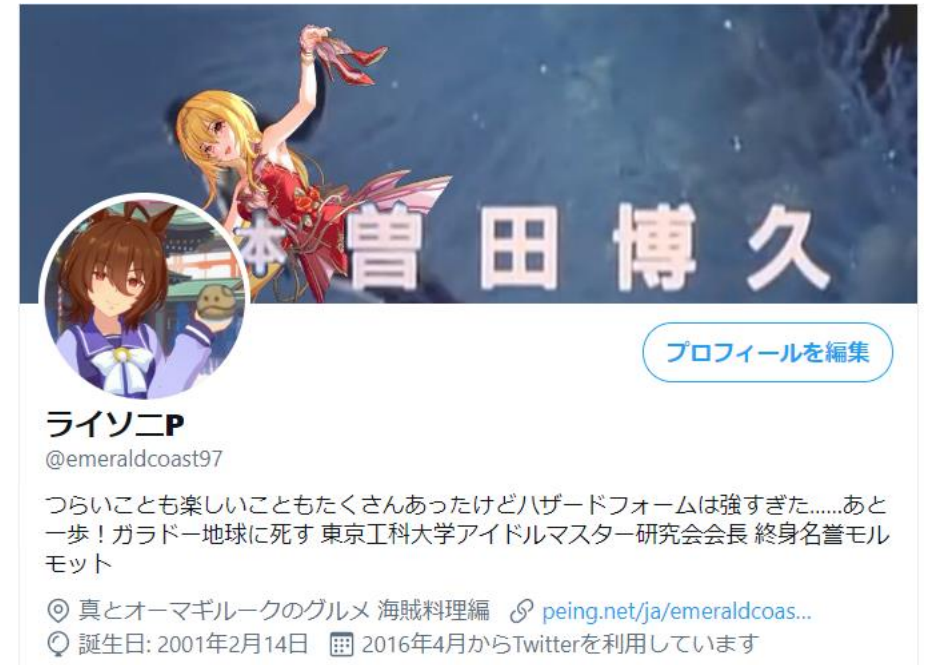 本 曽田博久
プロフィールを編集
ライソニP
@emeraldcoast97
つらいことも楽しいこともたくさんあったけどハザードフォームは強すぎた......あと
一歩！ガラドー地球に死す 東京工科大学アイドルマスター研究会会長 終身名誉モル
モット
真とオーマギルークのグルメ 海賊料理編 peing.net/ja/emeraldcoas...
誕生日: 2001年2月14日 2016年4月からTwitterを利用しています